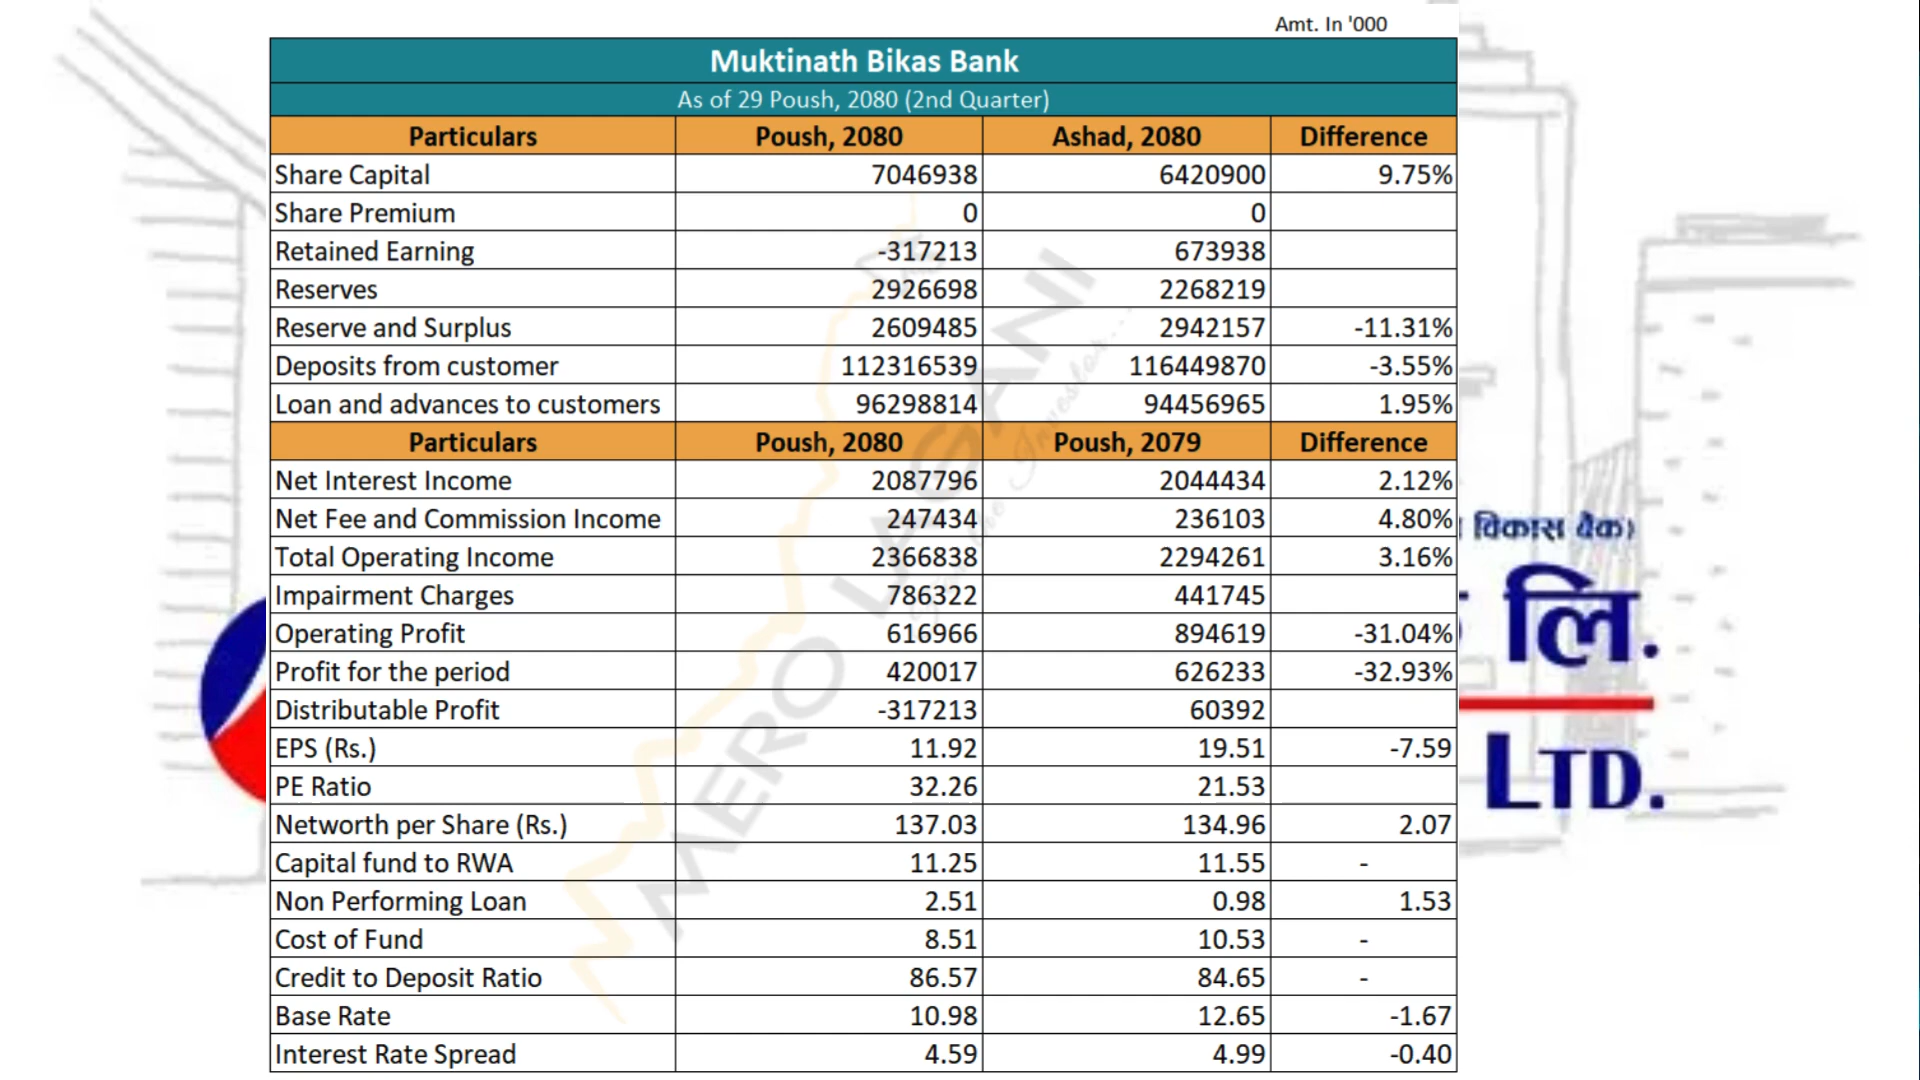 Amt. In '000
Muktinath Bikas Bank
As of 29 Poush, 2080 (2nd Quarter)
Particulars Poush, 2080 Ashad, 2080 Difference
Share Capital 7046938 6420900 9.75%
Share Premium 0 0
Retained Earning -317213 673938
Reserves 2926698 2268219
Reserve and Surplus 2609485 2942157 -11.31%
Deposits from customer 112316539 116449870 -3.55%
Loan and advances to customers 96298814 94456965 1.95%
Particulars Poush, 2080 Poush, 2079 Difference
Net Interest Income 2087796 2044434 2.12%
Net Fee and Commission Income 247434 236103 4.80%
Total Operating Income 2366838 2294261 3.16%
Impairment Charges 786322 441745
Operating Profit 616966 894619 -31.04%
Profit for the period 420017 626233 -32.93%
Distributable Profit -317213 60392
EPS (Rs.) 11.92 19.51 -7.59
PE Ratio 32.26 21.53
Networth per Share (Rs.) 137.03 134.96 2.07
Capital fund to RWA 11.25 11.55 -
Non Performing Loan 2.51 0.98 1.53
Cost of Fund 8.51 10.53 -
Credit to Deposit Ratio 86.57 84.65 -
Base Rate 10.98 12.65 -1.67
Interest Rate Spread 4.59 4.99 -0.40
MERO LAGANI
विकास बैंक)
लि.
LTD.